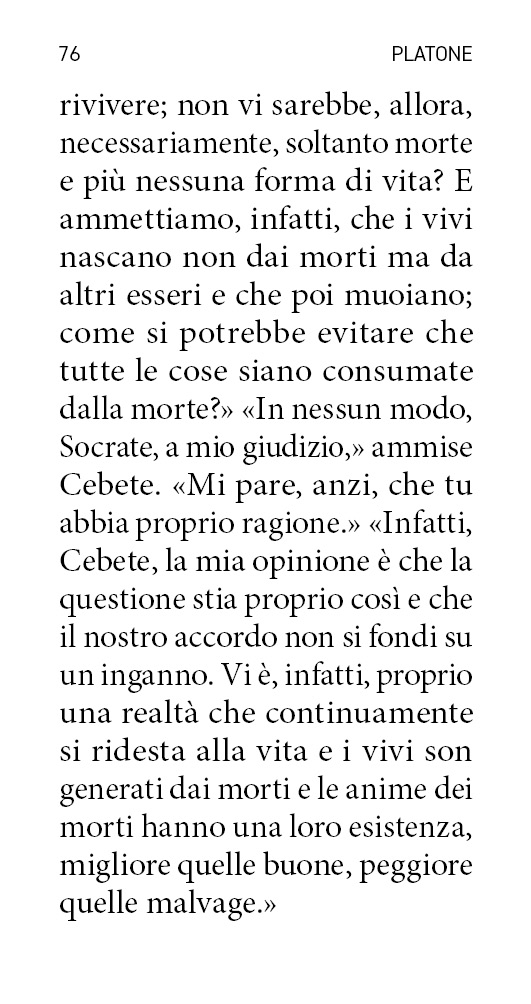 76 PLATONE
rivivere; non vi sarebbe, allora,
necessariamente, soltanto morte
e più nessuna forma di vita? E
ammettiamo, infatti, che i vivi
nascano non dai morti ma da
altri esseri e che poi muoiano;
come si potrebbe evitare che
tutte le cose siano consumate
dalla morte?» «In nessun modo,
Socrate, a mio giudizio,» ammise
Cebete. «Mi pare, anzi, che tu
abbia proprio ragione.» «Infatti,
Cebete, la mia opinione è che la
questione stia proprio così e che
il nostro accordo non si fondi su
un inganno. Vi è, infatti, proprio
una realtà che continuamente
si ridesta alla vita e i vivi son
generati dai morti e le anime dei
morti hanno una loro esistenza,
migliore quelle buone, peggiore
quelle malvage.»